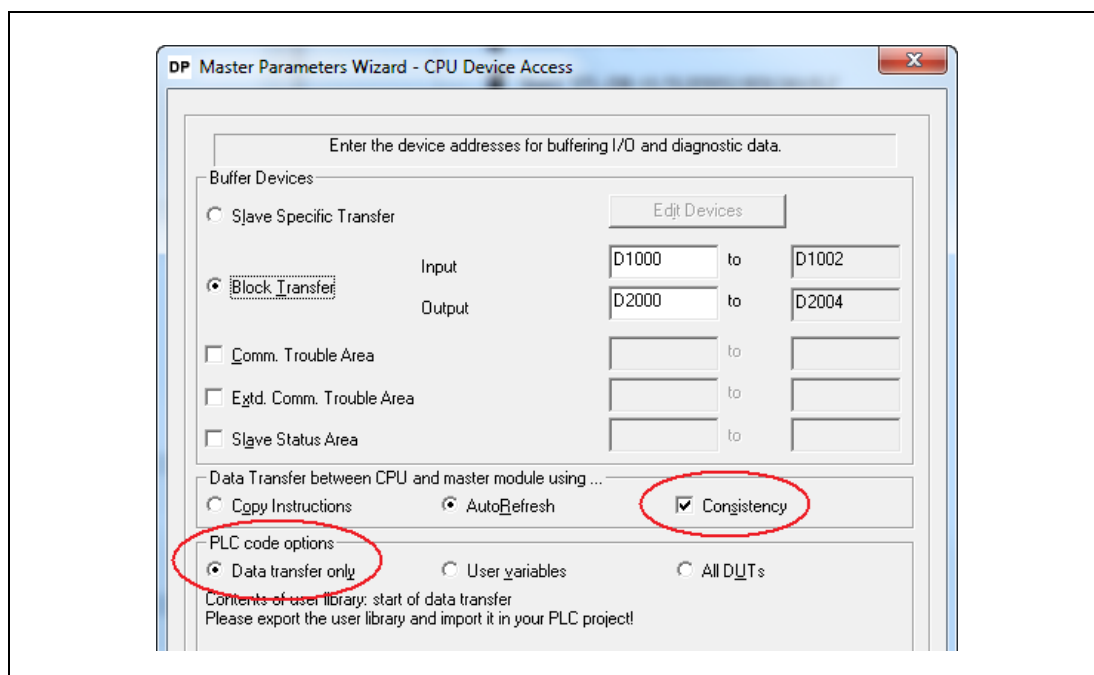 DP Master Parameters Wizard - CPU Device Access
Enter the device addresses for buffering I/O and diagnostic data.
Buffer Devices
Slave Specific Transfer Edit Devices
Input D1000 to D1002
Block Transfer
Output D2000 to D2004
Comm. Trouble Area to
Extd. Comm. Trouble Area to
Slave Status Area to
Data Transfer between CPU and master module using ...
Copy Instructions AutoRefresh Consistency
PLC code options
Data transfer only User variables All DUTs
Contents of user library: start of data transfer
Please export the user library and import it in your PLC project!